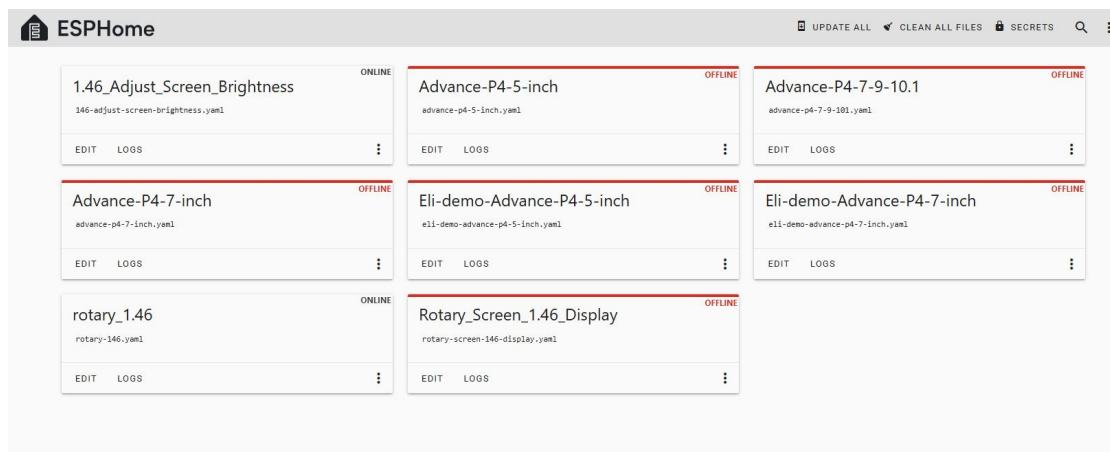 ESPHome
UPDATE ALL CLEAN ALL FILES SECRETS
ONLINE
1.46_Adjust_Screen_Brightness
146-adjust-screen-brightness.yaml
EDIT LOGS
OFFLINE
Advance-P4-5-inch
advance-p4-5-inch.yaml
EDIT LOGS
OFFLINE
Advance-P4-7-9-10.1
advance-p4-7-9-101.yaml
EDIT LOGS
OFFLINE
Advance-P4-7-inch
advance-p4-7-inch.yaml
EDIT LOGS
OFFLINE
Eli-demo-Advance-P4-5-inch
eli-demo-advance-p4-5-inch.yaml
EDIT LOGS
OFFLINE
Eli-demo-Advance-P4-7-inch
eli-demo-advance-p4-7-inch.yaml
EDIT LOGS
ONLINE
rotary_1.46
rotary-146.yaml
EDIT LOGS
OFFLINE
Rotary_Screen_1.46_Display
rotary-screen-146-display.yaml
EDIT LOGS